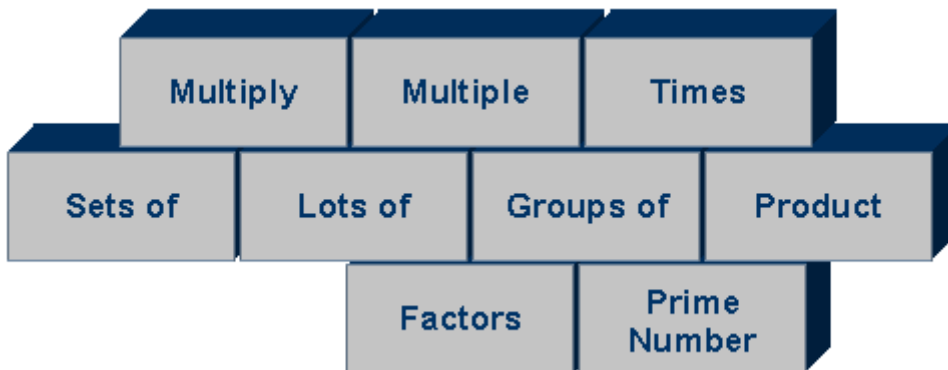 Multiply
Multiple
Times
Sets of
Lots of
Groups of
Product
Factors
Prime
Number